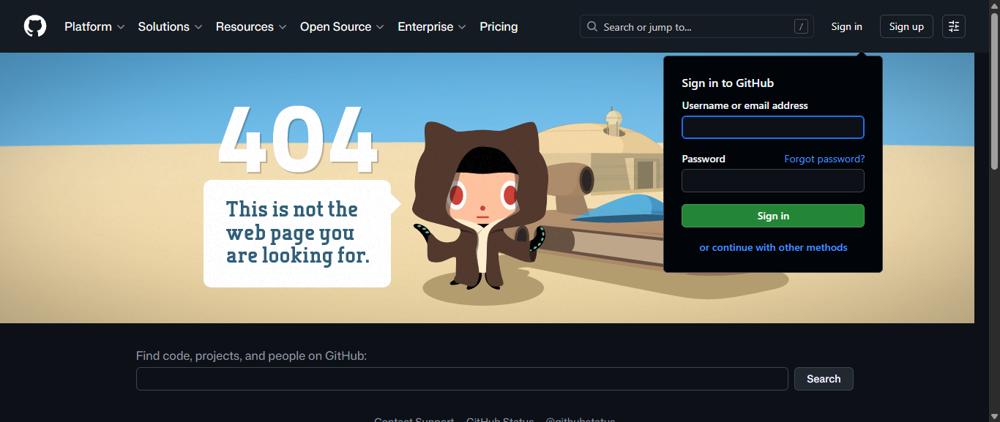 Platform Solutions Resources Open Source Enterprise Pricing Search or jump to... / Sign in Sign up
404
This is not the
web page you
are looking for.
Sign in to GitHub
Username or email address
Password Forgot password?
Sign in
or continue with other methods
Find code, projects, and people on GitHub:
Search
Contact Support GitHub Status @githubstatus